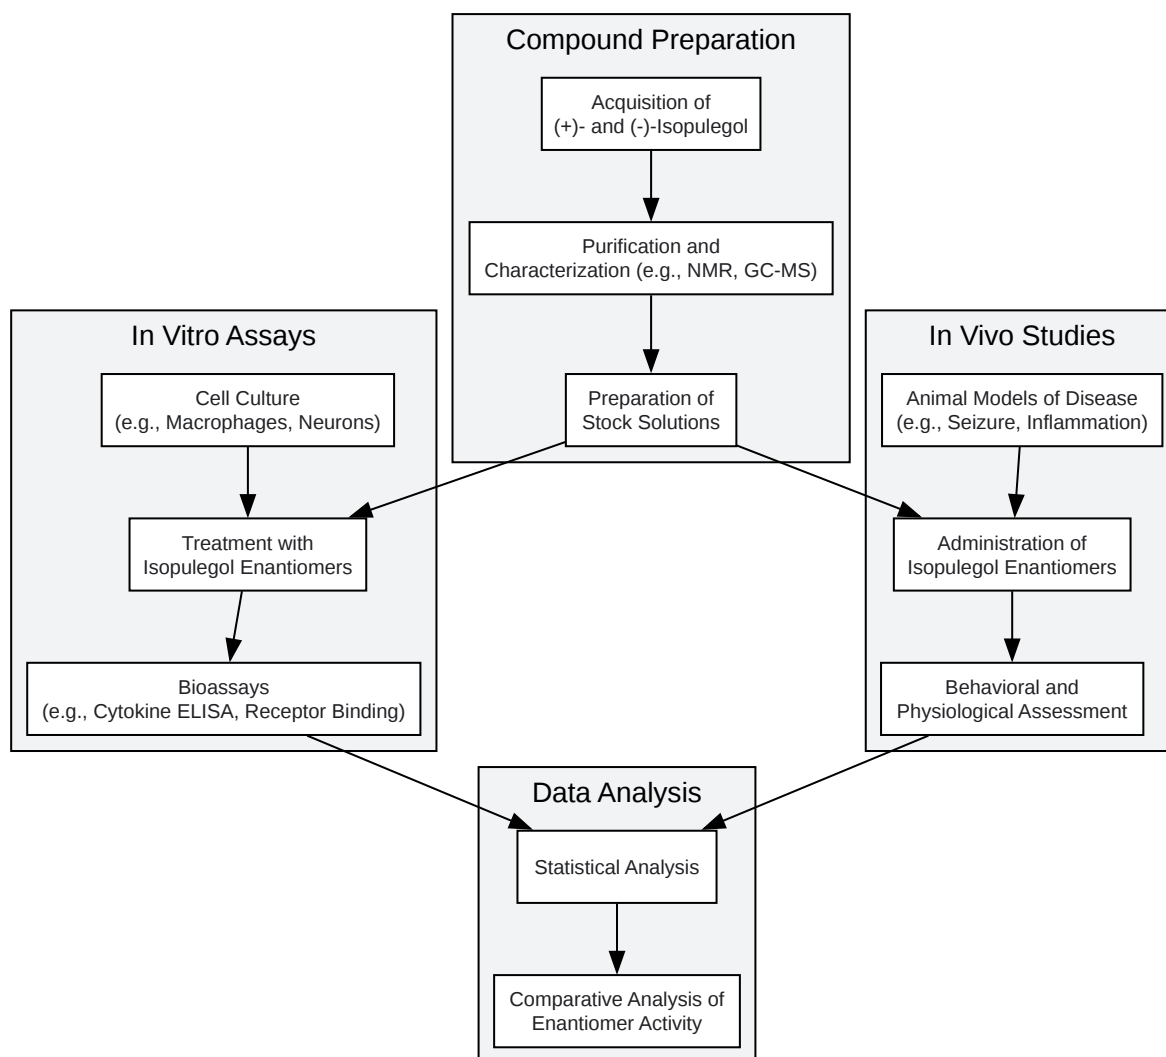 Compound Preparation
Acquisition of
(+)- and (-)-Isopulegol
Purification and
Characterization (e.g., NMR, GC-MS)
Preparation of
Stock Solutions
In Vitro Assays
Cell Culture
(e.g., Macrophages, Neurons)
Treatment with
Isopulegol Enantiomers
Bioassays
(e.g., Cytokine ELISA, Receptor Binding)
In Vivo Studies
Animal Models of Disease
(e.g., Seizure, Inflammation)
Administration of
Isopulegol Enantiomers
Behavioral and
Physiological Assessment
Data Analysis
Statistical Analysis
Comparative Analysis of
Enantiomer Activity